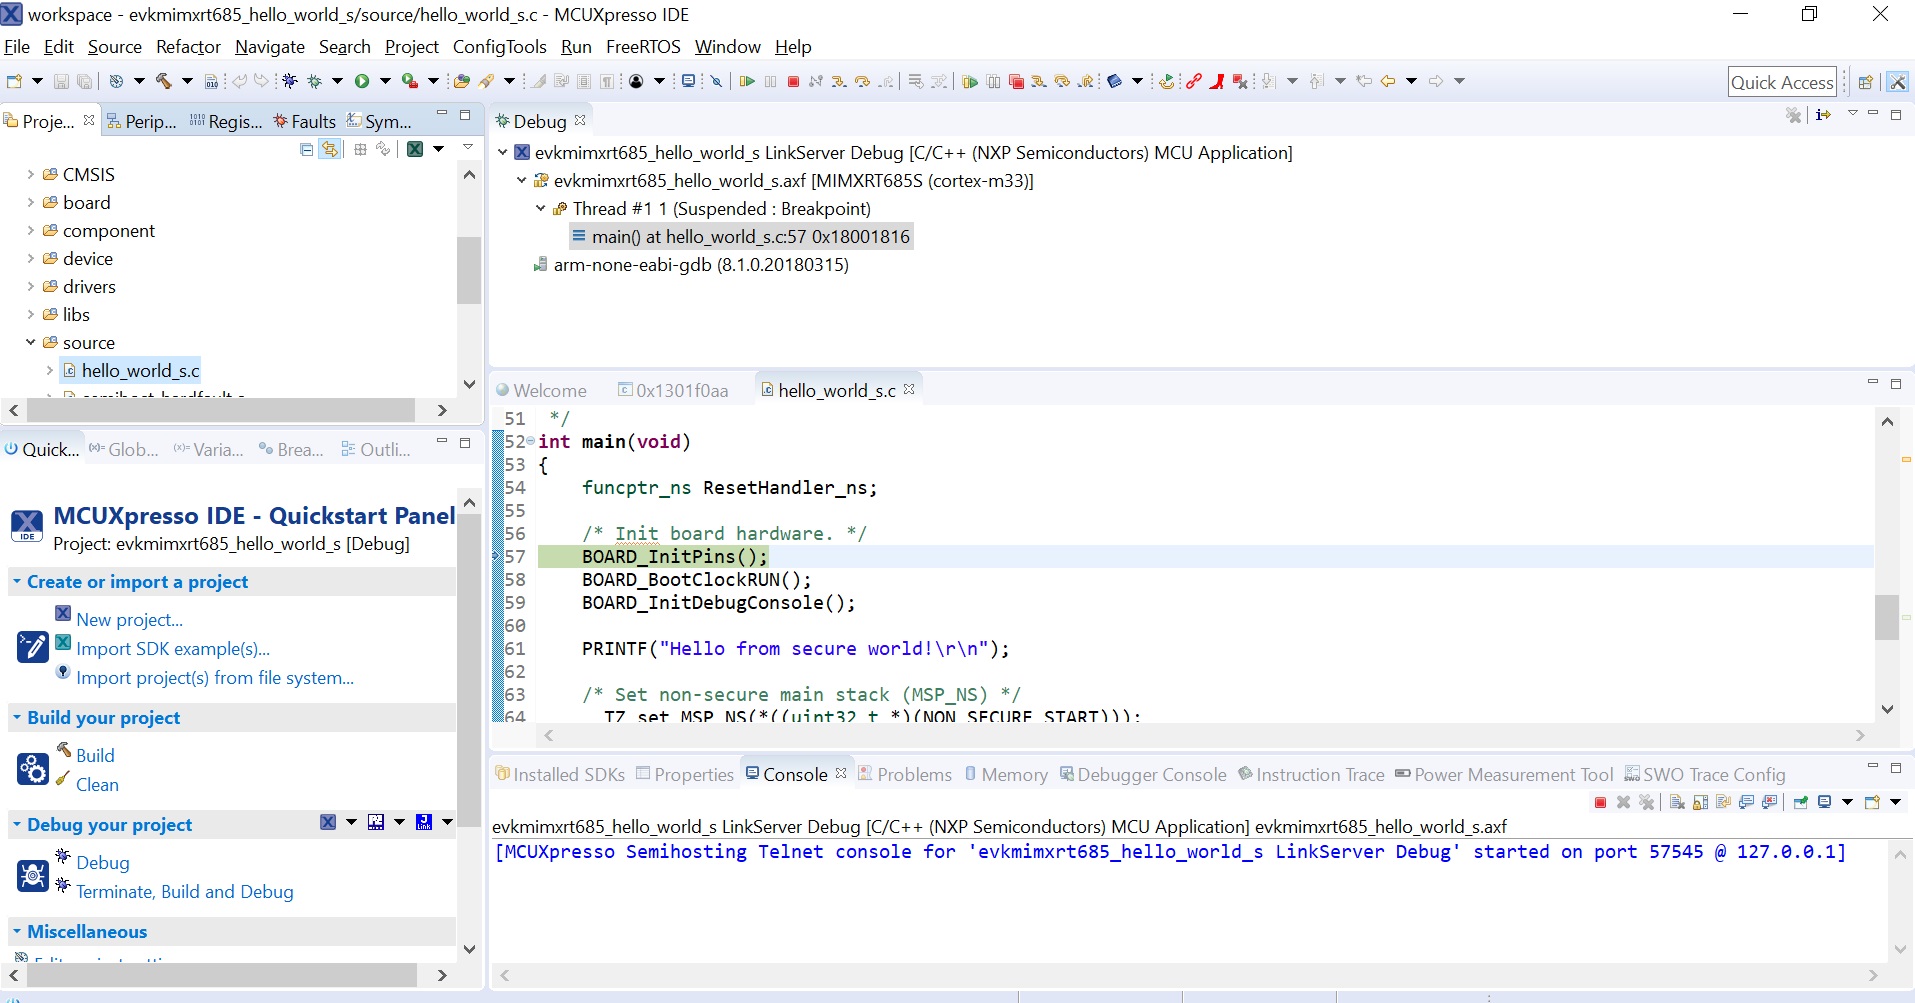 workspace - evkmimxrt685_hello_world_s/source/hello_world_s.c - MCUXpresso IDE
File Edit Source Refactor Navigate Search Project ConfigTools Run FreeRTOS Window Help
Quick Access
Proje... Perip... Regis... Faults Sym...
CMSIS
board
component
device
drivers
libs
source
hello_world_s.c
Quick... Glob... Varia... Brea... Outli...
MCUXpresso IDE - Quickstart Panel
IDE
Project: evkmimxrt685_hello_world_s [Debug]
Create or import a project
New project...
Import SDK example(s)...
Import project(s) from file system...
Build your project
Build
Clean
Debug your project
Debug
Terminate, Build and Debug
Miscellaneous
Debug
evkmimxrt685_hello_world_s LinkServer Debug [C/C++ (NXP Semiconductors) MCU Application]
evkmimxrt685_hello_world_s.axf [MIMXRT685S (cortex-m33)]
Thread #1 1 (Suspended : Breakpoint)
main() at hello_world_s.c:57 0x18001816
arm-none-eabi-gdb (8.1.0.20180315)
Welcome 0x1301f0aa hello_world_s.c
51 */
52 int main(void)
53 {
54 funcptr_ns ResetHandler_ns;
55
56 /* Init board hardware. */
57 BOARD_InitPins();
58 BOARD_BootClockRUN();
59 BOARD_InitDebugConsole();
60
61 PRINTF("Hello from secure world!\r\n");
62
63 /* Set non-secure main stack (MSP_NS) */
64 __TZ_set_MSP_NS(*((uint32_t *)(NON_SECURE_START)));
Installed SDKs Properties Console Problems Memory Debugger Console Instruction Trace Power Measurement Tool SWO Trace Config
evkmimxrt685_hello_world_s LinkServer Debug [C/C++ (NXP Semiconductors) MCU Application] evkmimxrt685_hello_world_s.axf
[MCUXpresso Semihosting Telnet console for 'evkmimxrt685_hello_world_s LinkServer Debug' started on port 57545 @ 127.0.0.1]